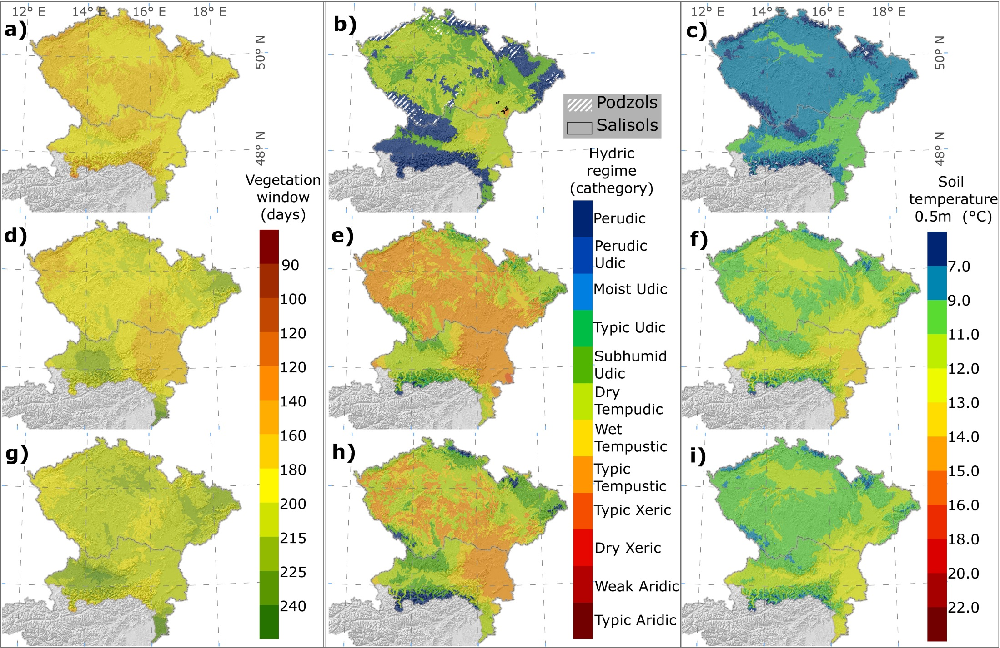 12° E 14° E 16° E 18° E
a)
50° N
48° N
Vegetation
window
(days)
90
100
120
120
140
160
180
200
215
225
240
d)
g)
b)
Podzols
Salisols
Hydric
regime
(cathegory)
Perudic
Perudic
Udic
Moist Udic
Typic Udic
Subhumid
Udic
Dry
Tempudic
Wet
Tempustic
Typic
Tempustic
Typic Xeric
Dry Xeric
Weak Aridic
Typic Aridic
e)
h)
12° E 14° E 16° E 18° E
c)
50° N
48° N
Soil
temperature
0.5m (°C)
7.0
9.0
11.0
12.0
13.0
14.0
15.0
16.0
18.0
20.0
22.0
f)
i)